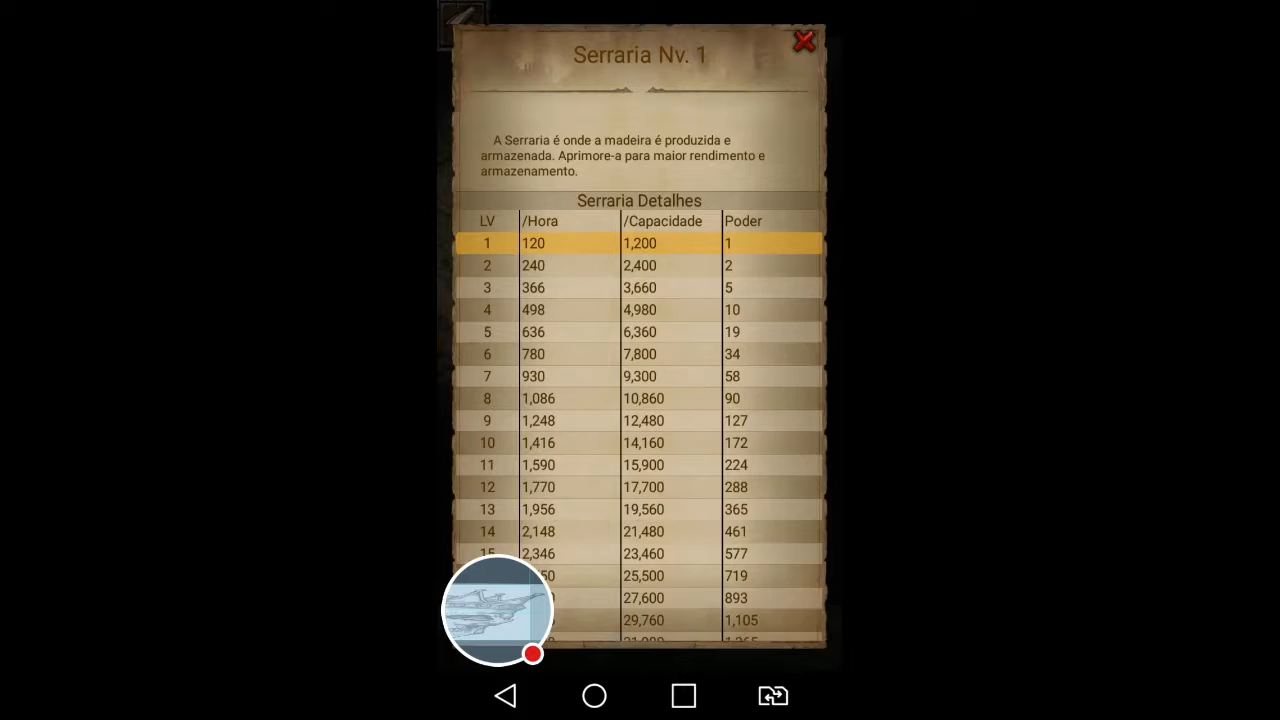 Serraria Nv. 1
A Serraria é onde a madeira é produzida e
armazenada. Aprimore-a para maior rendimento e
armazenamento.
Serraria Detalhes
LV /Hora /Capacidade Poder
1 120 1,200 1
2 240 2,400 2
3 366 3,660 5
4 498 4,980 10
5 636 6,360 19
6 780 7,800 34
7 930 9,300 58
8 1,086 10,860 90
9 1,248 12,480 127
10 1,416 14,160 172
11 1,590 15,900 224
12 1,770 17,700 288
13 1,956 19,560 365
14 2,148 21,480 461
15 2,346 23,460 577
50 25,500 719
27,600 893
29,760 1,105